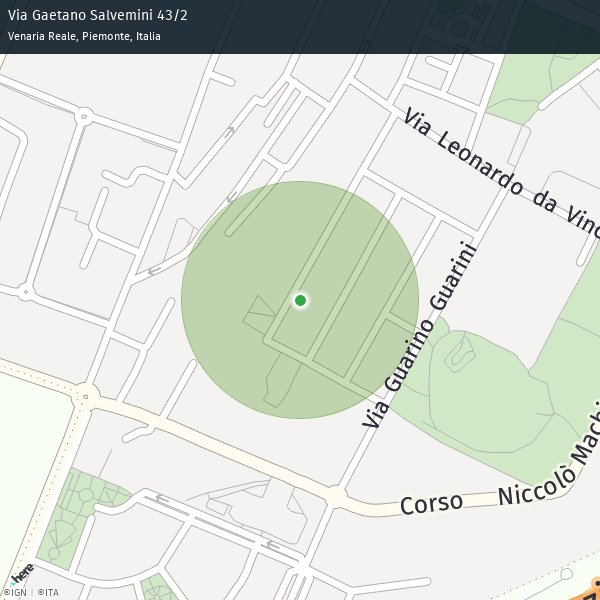 Via Gaetano Salvemini 43/2
Venaria Reale, Piemonte, Italia
Via Leonardo da Vinc
Via Guarino Guarini
Corso Niccolò Machi
here
©IGN | ©ITA